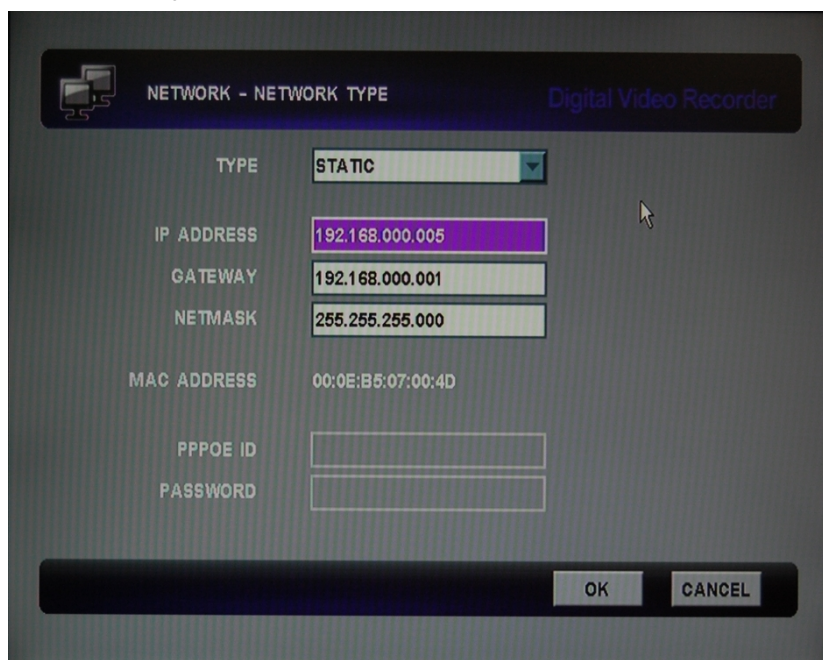 NETWORK - NETWORK TYPE
Digital Video Recorder
TYPE STATIC
IP ADDRESS 192.168.000.005
GATEWAY 192.168.000.001
NETMASK 255.255.255.000
MAC ADDRESS 00:0E:B5:07:00:4D
PPPOE ID
PASSWORD
OK CANCEL